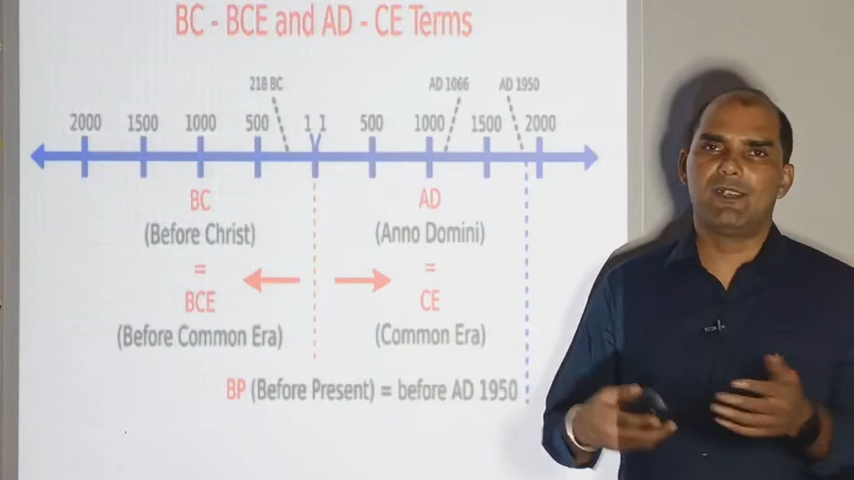 BC - BCE and AD - CE Terms
218 BC AD 1066 AD 1950
2000 1500 1000 500 1 1 500 1000 1500 2000
BC AD
(Before Christ) (Anno Domini)
= =
BCE CE
(Before Common Era) (Common Era)
BP (Before Present) = before AD 1950